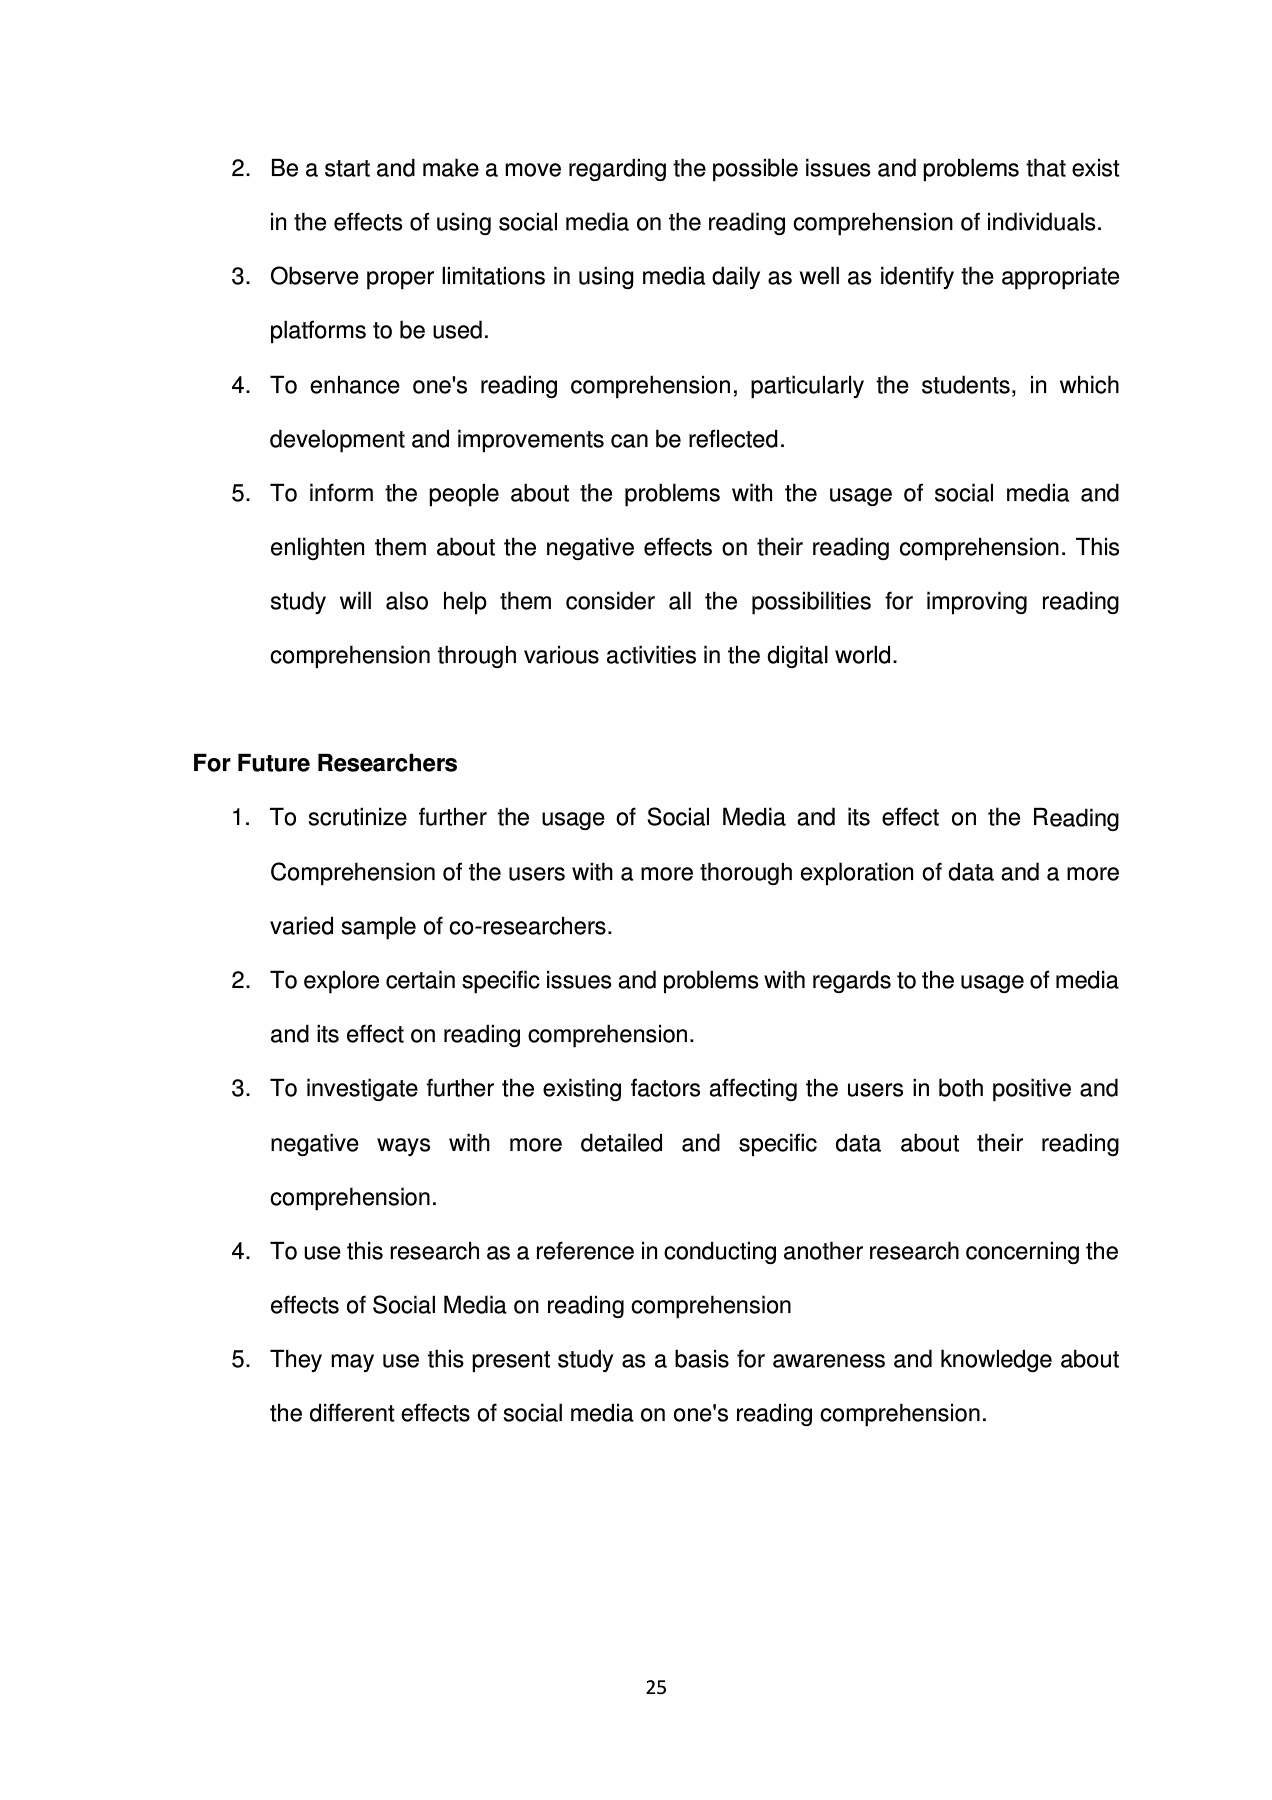 2. Be a start and make a move regarding the possible issues and problems that exist
in the effects of using social media on the reading comprehension of individuals.
3. Observe proper limitations in using media daily as well as identify the appropriate
platforms to be used.
4. To enhance one's reading comprehension, particularly the students, in which
development and improvements can be reflected.
5. To inform the people about the problems with the usage of social media and
enlighten them about the negative effects on their reading comprehension. This
study will also help them consider all the possibilities for improving reading
comprehension through various activities in the digital world.
For Future Researchers
1. To scrutinize further the usage of Social Media and its effect on the Reading
Comprehension of the users with a more thorough exploration of data and a more
varied sample of co-researchers.
2. To explore certain specific issues and problems with regards to the usage of media
and its effect on reading comprehension.
3. To investigate further the existing factors affecting the users in both positive and
negative ways with more detailed and specific data about their reading
comprehension.
4. To use this research as a reference in conducting another research concerning the
effects of Social Media on reading comprehension
5. They may use this present study as a basis for awareness and knowledge about
the different effects of social media on one's reading comprehension.
25